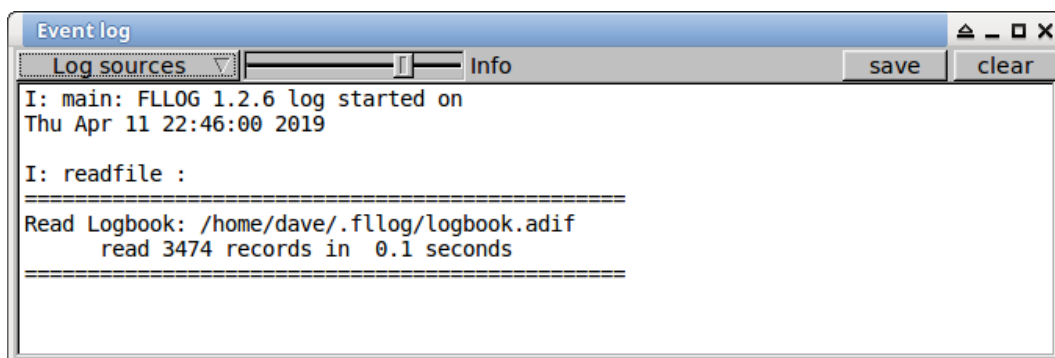 Event log
Log sources Info save clear
I: main: FLLOG 1.2.6 log started on
Thu Apr 11 22:46:00 2019
I: readfile :
=================================================
Read Logbook: /home/dave/.fllog/logbook.adif
      read 3474 records in  0.1 seconds
=================================================